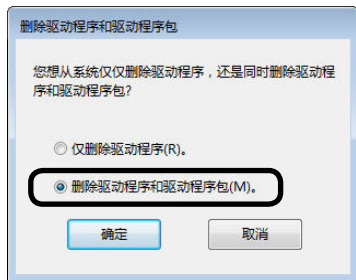 删除驱动程序和驱动程序包
您想从系统仅仅删除驱动程序，还是同时删除驱动程
序和驱动程序包?
仅删除驱动程序(R)。
删除驱动程序和驱动程序包(M)。
确定
取消